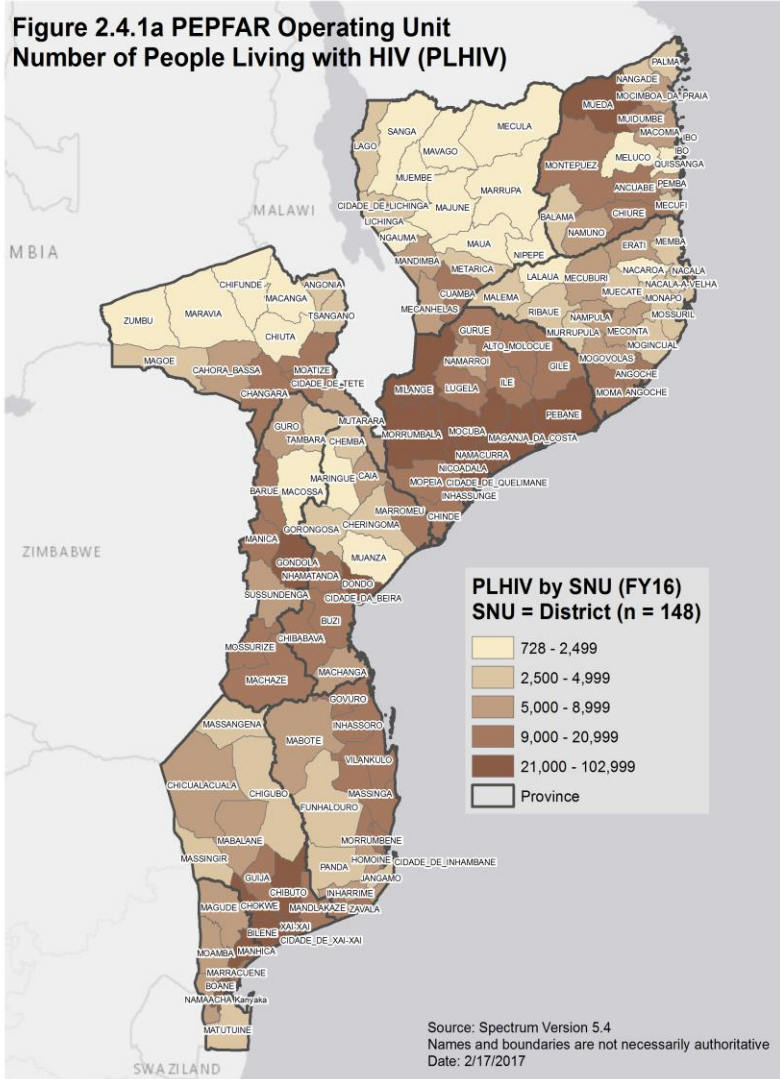 Figure 2.4.1a PEPFAR Operating Unit
Number of People Living with HIV (PLHIV)
PALMA
NANGADE
MOCIMBOA_DA_PRAIA
MUEDA
MUIDUMBE
MACOMIA
IBO
IBO
MECULA
SANGA
MAVAGO
LAGO
MONTEPUEZ
MELUCO
QUISSANGA
MUEMBE
MARRUPA
ANCUABE
PEMBA
CIDADE_DE_LICHINGA
MAJUNE
MECUFI
MALAWI
LICHINGA
BALAMA
CHIURE
NGAUMA
MAUA
NAMUNO
MBIA
MANDIMBA
NIPEPE
ERATI
MEMBA
METARICA
LALAUA
MECUBURI
NACAROA
NACALA
CHIFUNDE
ANGONIA
NACALA-A-VELHA
MACANGA
CUAMBA
MALEMA
MUECATE
MONAPO
ZUMBU
MARAVIA
TSANGANO
MECANHELAS
RIBAUE
NAMPULA
MOSSURIL
CHIUTA
GURUE
MURRUPULA
MECONTA
ALTO_MOLOCUE
MOGINCUAL
MAGOE
MOATIZE
NAMARROI
MOGOVOLAS
CAHORA_BASSA
GILE
ANGOCHE
CIDADE_DE_TETE
MILANGE
LUGELA
ILE
MOMA
ANGOCHE
CHANGARA
PEBANE
MUTARARA
GURO
MORRUMBALA
MOCUBA
MAGANJA_DA_COSTA
TAMBARA
CHEMBA
NAMACURRA
NICOADALA
BARUE
MARINGUE
CAIA
MOPEIA
CIDADE_DE_QUELIMANE
MACOSSA
INHASSUNGE
MARROMEU
CHINDE
CHERINGOMA
GORONGOSA
MANICA
ZIMBABWE
MUANZA
GONDOLA
NHAMATANDA
DONDO
SUSSUNDENGA
CIDADE_DA_BEIRA
BUZI
CHIBABAVA
MOSSURIZE
MACHANGA
MACHAZE
GOVURO
MASSANGENA
INHASSORO
MABOTE
VILANKULO
CHICUALACUALA
CHIGUBO
MASSINGA
FUNHALOURO
MABALANE
MORRUMBENE
MASSINGIR
HOMOINE
CIDADE_DE_INHAMBANE
PANDA
GUIJA
JANGAMO
CHIBUTO
INHARRIME
MAGUDE
CHOKWE
MANDLAKAZE
ZAVALA
XAI-XAI
BILENE
CIDADE_DE_XAI-XAI
MOAMBA
MANHICA
MARRACUENE
BOANE
NAMAACHA
Kanyaka
MATUTUINE
SWAZILAND
PLHIV by SNU (FY16)
SNU = District (n = 148)
728 - 2,499
2,500 - 4,999
5,000 - 8,999
9,000 - 20,999
21,000 - 102,999
Province
Source: Spectrum Version 5.4
Names and boundaries are not necessarily authoritative
Date: 2/17/2017